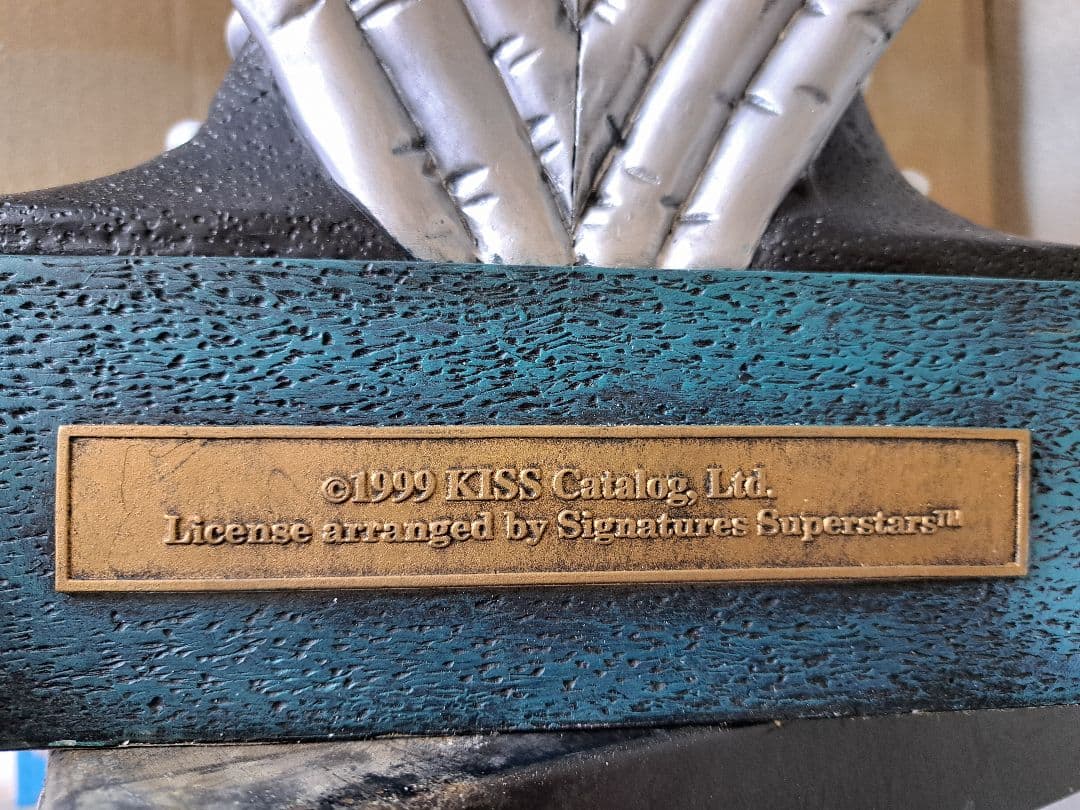 ©1999 KISS Catalog, Ltd.
License arranged by Signatures Superstars™